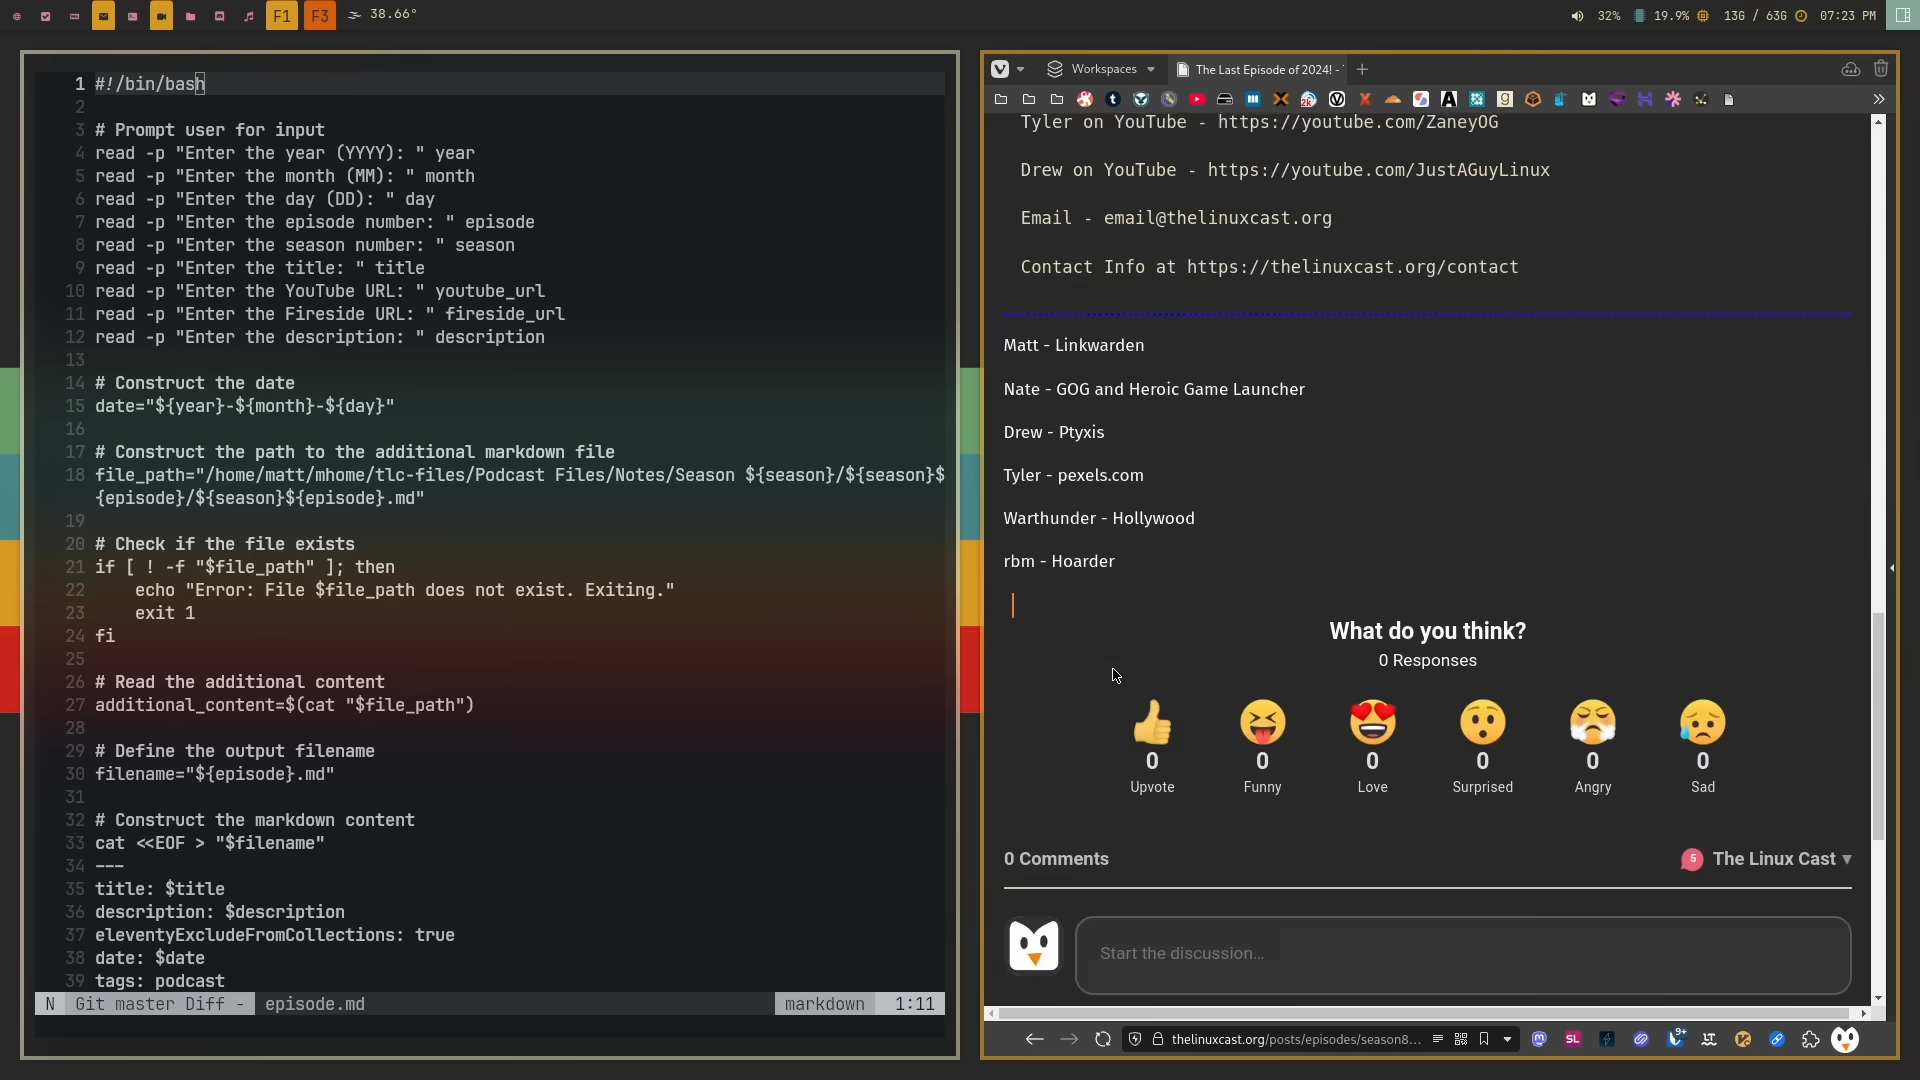 F1 F3 38.66° 32% 19.9% 13G / 63G 07:23 PM
1 #!/bin/bash
2
3 # Prompt user for input
4 read -p "Enter the year (YYYY): " year
5 read -p "Enter the month (MM): " month
6 read -p "Enter the day (DD): " day
7 read -p "Enter the episode number: " episode
8 read -p "Enter the season number: " season
9 read -p "Enter the title: " title
10 read -p "Enter the YouTube URL: " youtube_url
11 read -p "Enter the Fireside URL: " fireside_url
12 read -p "Enter the description: " description
13
14 # Construct the date
15 date="${year}-${month}-${day}"
16
17 # Construct the path to the additional markdown file
18 file_path="/home/matt/mhome/tlc-files/Podcast Files/Notes/Season ${season}/${season}$
{episode}/${season}${episode}.md"
19
20 # Check if the file exists
21 if [ ! -f "$file_path" ]; then
22     echo "Error: File $file_path does not exist. Exiting."
23     exit 1
24 fi
25
26 # Read the additional content
27 additional_content=$(cat "$file_path")
28
29 # Define the output filename
30 filename="${episode}.md"
31
32 # Construct the markdown content
33 cat <<EOF > "$filename"
34 ---
35 title: $title
36 description: $description
37 eleventyExcludeFromCollections: true
38 date: $date
39 tags: podcast
N Git master Diff - episode.md markdown 1:11
Workspaces The Last Episode of 2024! -
Tyler on YouTube - https://youtube.com/ZaneyOG
Drew on YouTube - https://youtube.com/JustAGuyLinux
Email - email@thelinuxcast.org
Contact Info at https://thelinuxcast.org/contact
Matt - Linkwarden
Nate - GOG and Heroic Game Launcher
Drew - Ptyxis
Tyler - pexels.com
Warthunder - Hollywood
rbm - Hoarder
What do you think?
0 Responses
0 0 0 0 0 0
Upvote Funny Love Surprised Angry Sad
0 Comments 5 The Linux Cast
Start the discussion…
thelinuxcast.org/posts/episodes/season8... SL 9+ LT